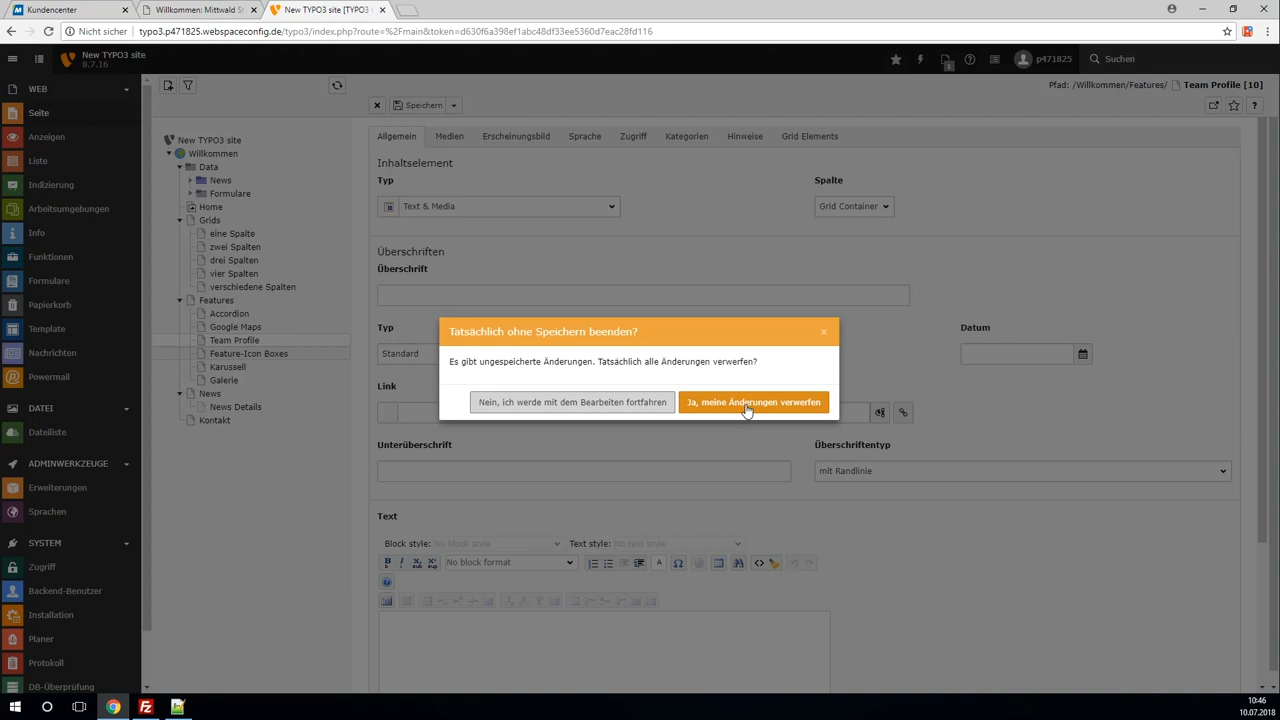 Kundencenter
Willkommen: Mittwald S
New TYPO3 site [TYPO3
Nicht sicher
typo3.p471825.webspaceconfig.de/typo3/index.php?route=%2Fmain&token=d630f6a398ef1abc48df33ee5360d7eac28fd116
New TYPO3 site
8.7.16
1
p471825
Suchen
Pfad: /Willkommen/Features/ Team Profile [10]
Speichern
WEB
Seite
Anzeigen
Liste
Indizierung
Arbeitsumgebungen
Info
Funktionen
Formulare
Papierkorb
Template
Nachrichten
Powermail
DATEI
Dateiliste
ADMINWERKZEUGE
Erweiterungen
Sprachen
SYSTEM
Zugriff
Backend-Benutzer
Installation
Planer
Protokoll
DB-Überprüfung
New TYPO3 site
Willkommen
Data
News
Formulare
Home
Grids
eine Spalte
zwei Spalten
drei Spalten
vier Spalten
verschiedene Spalten
Features
Accordion
Google Maps
Team Profile
Feature-Icon Boxes
Karussell
Galerie
News
News Details
Kontakt
Allgemein Medien Erscheinungsbild Sprache Zugriff Kategorien Hinweise Grid Elements
Inhaltselement
Typ Spalte
Text & Media Grid Container
Überschriften
Überschrift
Typ Datum
Standard
Link
Unterüberschrift Überschriftentyp
mit Randlinie
Text
Block style: No block style Text style: No text style
No block format
Tatsächlich ohne Speichern beenden?
Es gibt ungespeicherte Änderungen. Tatsächlich alle Änderungen verwerfen?
Nein, ich werde mit dem Bearbeiten fortfahren Ja, meine Änderungen verwerfen
10:46
10.07.2018